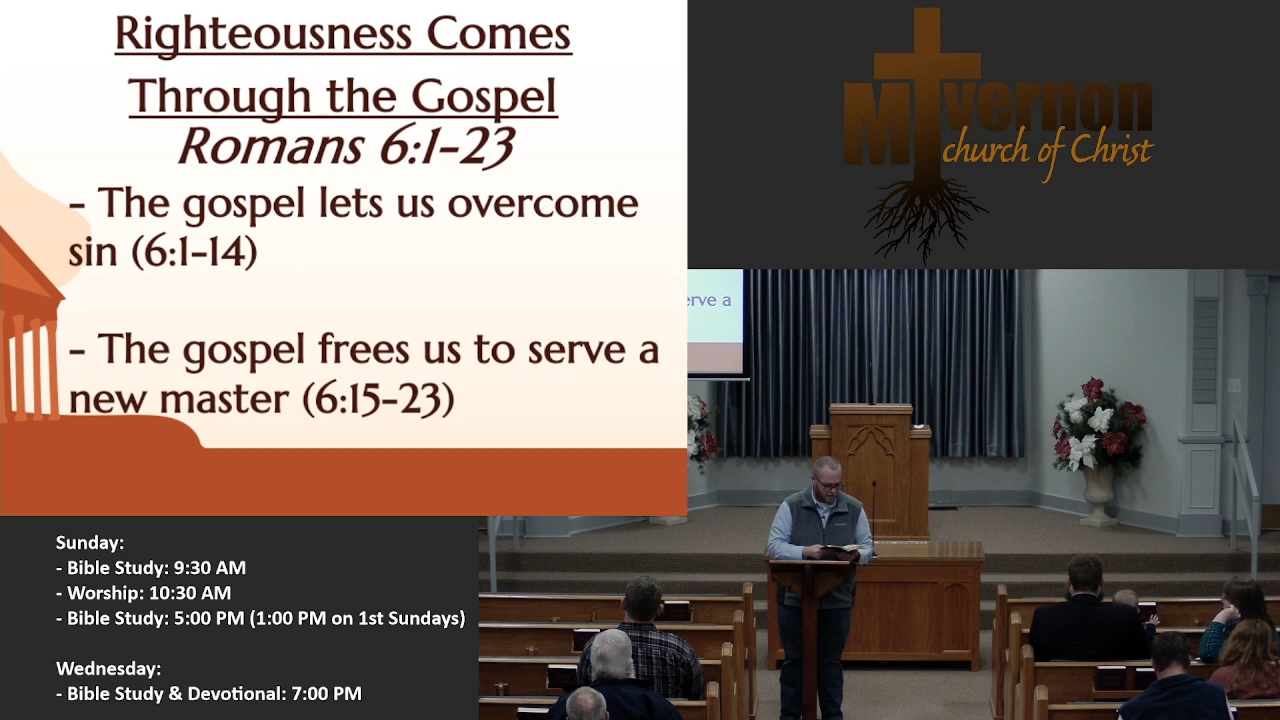 Righteousness Comes
Through the Gospel
Romans 6:1-23
- The gospel lets us overcome
sin (6:1-14)
- The gospel frees us to serve a
new master (6:15-23)
MT vernon
church of Christ
erve a
Sunday:
- Bible Study: 9:30 AM
- Worship: 10:30 AM
- Bible Study: 5:00 PM (1:00 PM on 1st Sundays)
Wednesday:
- Bible Study & Devotional: 7:00 PM